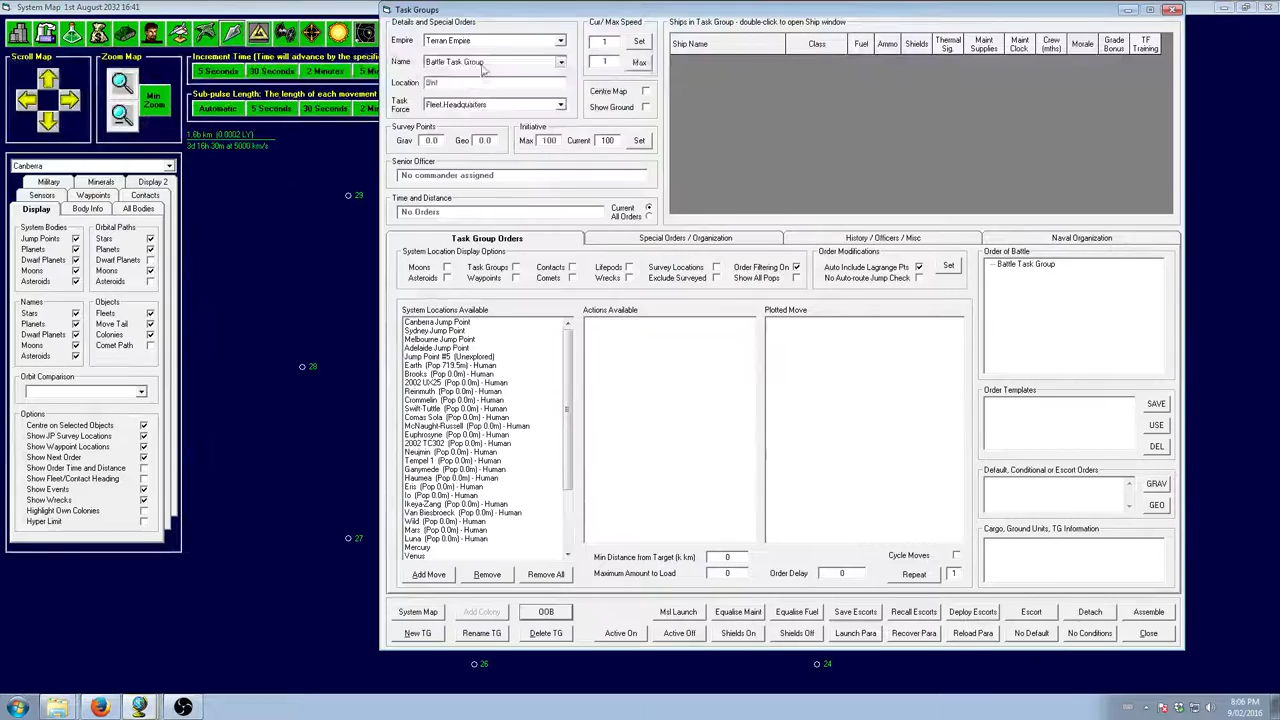 System Map 1st August 2032 16:41
Scroll Map
Zoom Map
Min
Zoom
Increment Time (Time will advance by the specifi
5 Seconds
30 Seconds
2 Minutes
Sub-pulse Length: The length of each movement
Automatic
5 Seconds
30 Seconds
1.6b km (0.0002 LY)
3d 16h 30m at 5000 km/s
29
28
27
26
24
Canberra
Military
Minerals
Display 2
Sensors
Waypoints
Contacts
Display
Body Info
All Bodies
System Bodies
Jump Points
Planets
Dwarf Planets
Moons
Asteroids
Orbital Paths
Stars
Planets
Dwarf Planets
Moons
Asteroids
Names
Stars
Planets
Dwarf Planets
Moons
Asteroids
Objects
Fleets
Move Tail
Colonies
Comet Path
Orbit Comparison
Options
Centre on Selected Objects
Show JP Survey Locations
Show Waypoint Locations
Show Next Order
Show Order Time and Distance
Show Fleet/Contact Heading
Show Events
Show Wrecks
Highlight Own Colonies
Hyper Limit
Task Groups
Details and Special Orders
Empire
Terran Empire
Name
Battle Task Group
Location
Task
Force
Fleet Headquarters
Cur/ Max Speed
1
Set
1
Max
Centre Map
Show Ground
Survey Points
Grav
0.0
Geo
0.0
Initiative
Max
100
Current
100
Set
Senior Officer
No commander assigned
Time and Distance
No Orders
Current
All Orders
Ships in Task Group - double-click to open Ship window
Ship Name
Class
Fuel
Ammo
Shields
Thermal
Sig.
Maint
Supplies
Maint
Clock
Crew
(mths)
Morale
Grade
Bonus
TF
Training
Task Group Orders
Special Orders / Organization
History / Officers / Misc
Naval Organization
System Location Display Options
Moons
Task Groups
Contacts
Lifepods
Survey Locations
Order Filtering On
Asteroids
Waypoints
Comets
Wrecks
Exclude Surveyed
Show All Pops
Order Modifications
Auto Include Lagrange Pts
No Auto-route Jump Check
Set
Order of Battle
Battle Task Group
System Locations Available
Canberra Jump Point
Sydney Jump Point
Melbourne Jump Point
Adelaide Jump Point
Jump Point #5 (Unexplored)
Earth (Pop 719.5m) - Human
Brooks (Pop 0.0m) - Human
2002 UX25 (Pop 0.0m) - Human
Reinmuth (Pop 0.0m) - Human
Crommelin (Pop 0.0m) - Human
Swift-Tuttle (Pop 0.0m) - Human
Comas Sola (Pop 0.0m) - Human
McNaught-Russell (Pop 0.0m) - Human
Euphrosyne (Pop 0.0m) - Human
2002 TC302 (Pop 0.0m) - Human
Neujmin (Pop 0.0m) - Human
Tempel 1 (Pop 0.0m) - Human
Ganymede (Pop 0.0m) - Human
Haumea (Pop 0.0m) - Human
Eris (Pop 0.0m) - Human
Io (Pop 0.0m) - Human
Ikeya-Zang (Pop 0.0m) - Human
Van Biesbroeck (Pop 0.0m) - Human
Wild (Pop 0.0m) - Human
Mars (Pop 0.0m) - Human
Luna (Pop 0.0m) - Human
Mercury
Venus
Actions Available
Plotted Move
Order Templates
SAVE
USE
DEL
Default, Conditional or Escort Orders
GRAV
GEO
Cargo, Ground Units, TG Information
Min Distance from Target (k km)
0
Cycle Moves
Add Move
Remove
Remove All
Maximum Amount to Load
0
Order Delay
0
Repeat
1
System Map
Add Colony
OOB
Msl Launch
Equalise Maint
Equalise Fuel
Save Escorts
Recall Escorts
Deploy Escorts
Escort
Detach
Assemble
New TG
Rename TG
Delete TG
Active On
Active Off
Shields On
Shields Off
Launch Para
Recover Para
Reload Para
No Default
No Conditions
Close
8:06 PM
9/02/2016